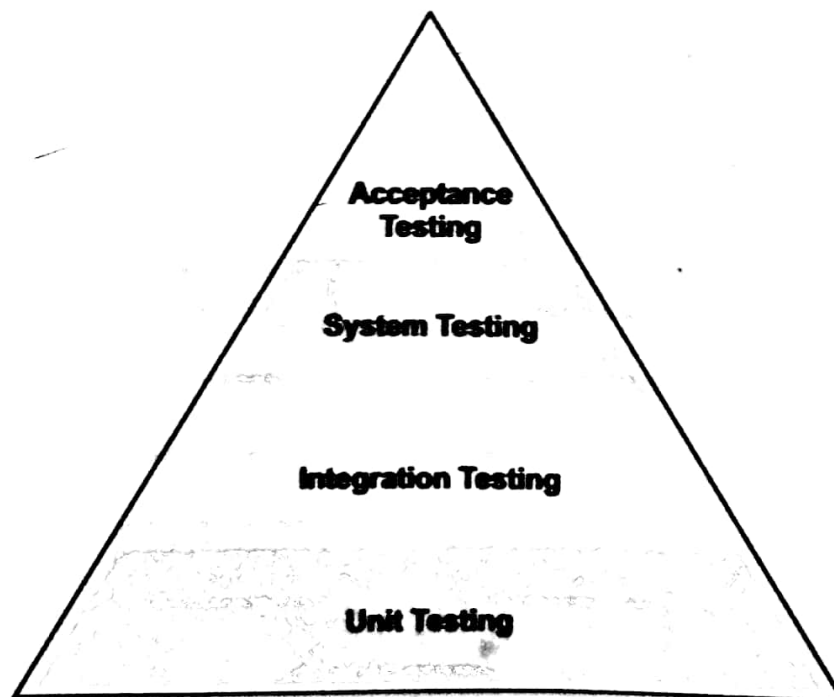 Acceptance
Testing
System Testing
Integration Testing
Unit Testing